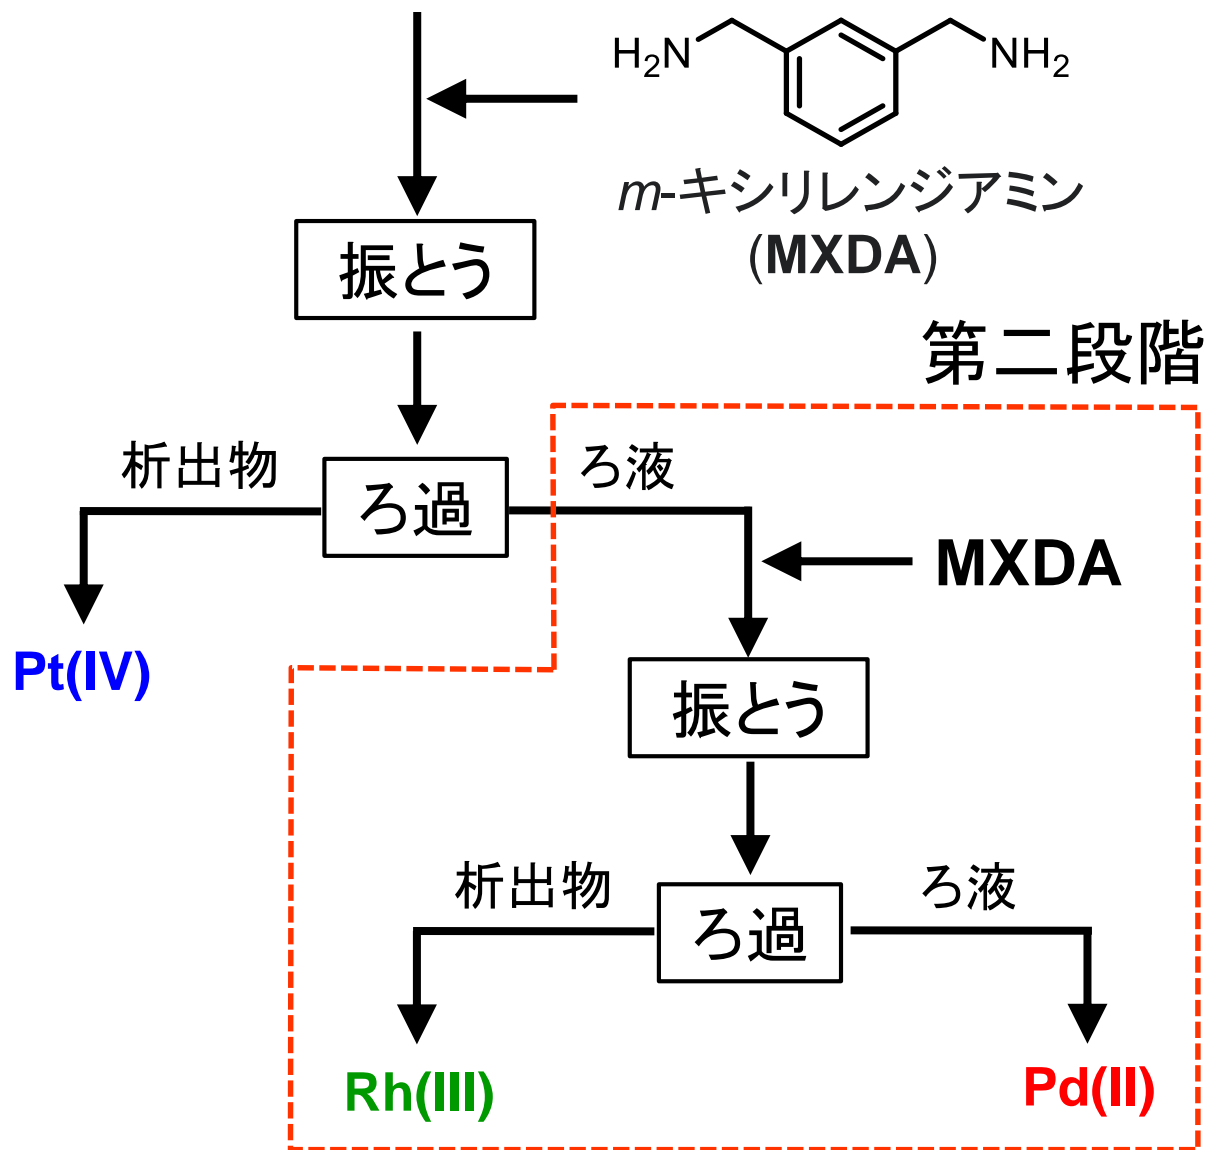 H₂N
NH₂
m-キシリレンジアミン
(MXDA)
振とう
第二段階
析出物
ろ過
ろ液
MXDA
Pt(IV)
振とう
析出物
ろ過
ろ液
Rh(III)
Pd(II)